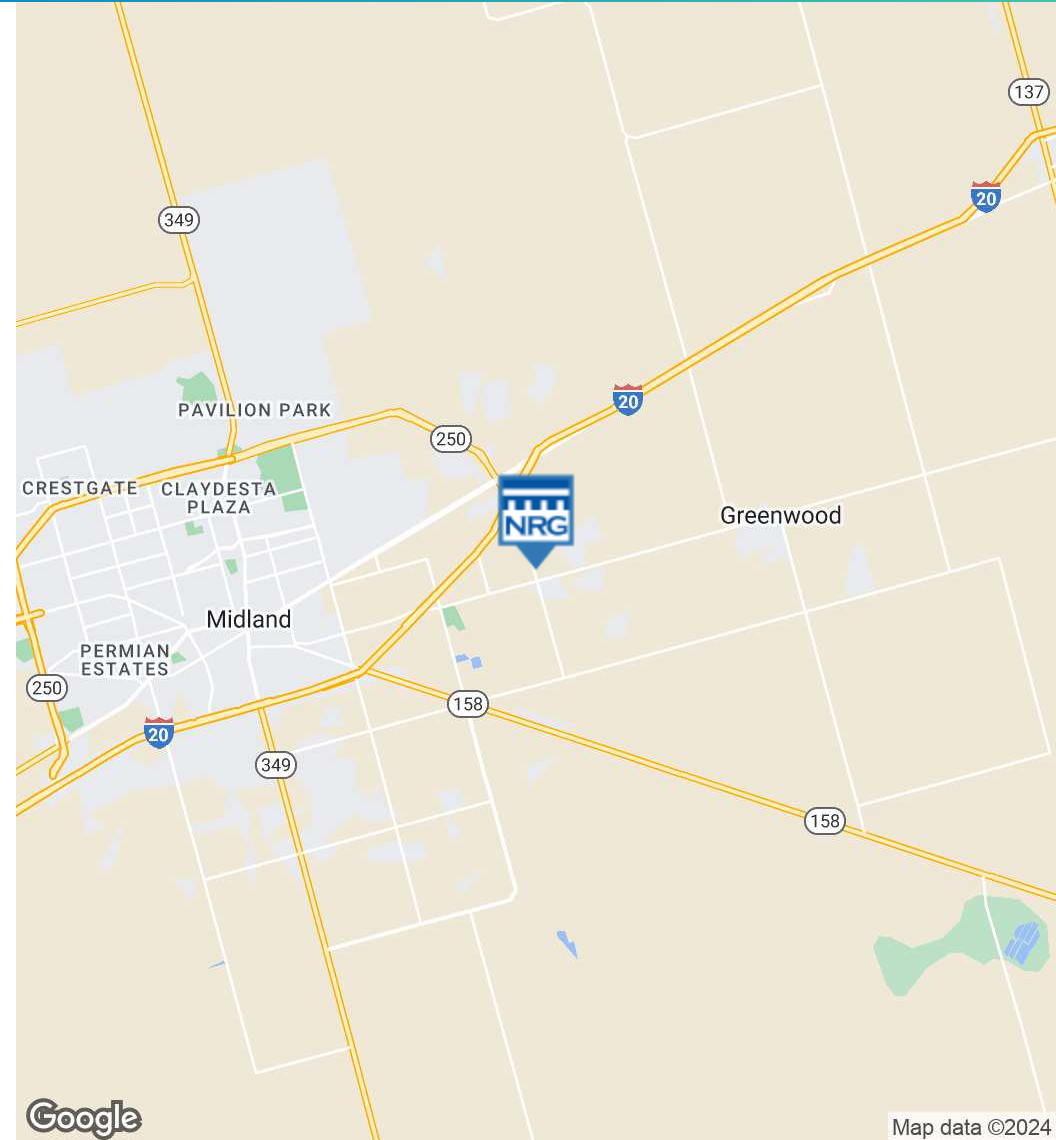 137
20
349
20
PAVILION PARK
250
CRESTGATE
CLAYDESTA
PLAZA
NRG
Greenwood
Midland
PERMIAN
ESTATES
250
158
20
349
158
Google
Map data ©2024